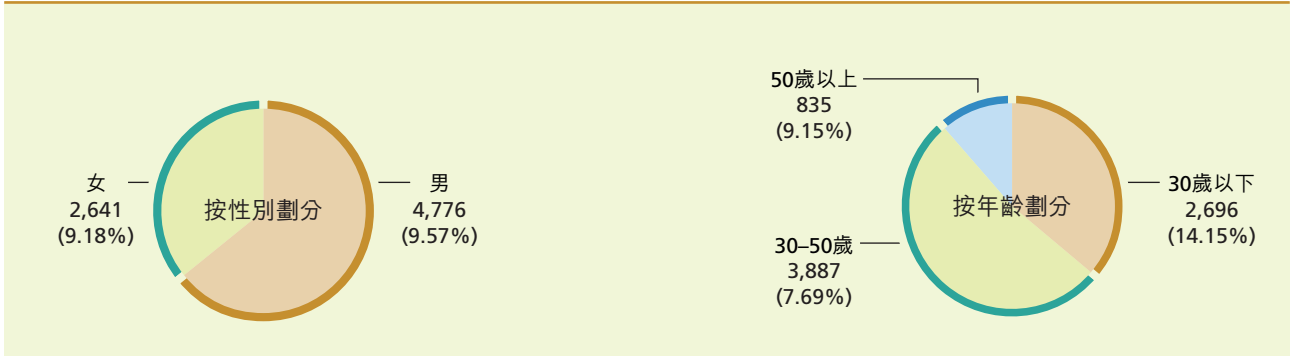 女
2,641
(9.18%)
按性別劃分
男
4,776
(9.57%)
50歲以上
835
(9.15%)
30–50歲
3,887
(7.69%)
按年齡劃分
30歲以下
2,696
(14.15%)